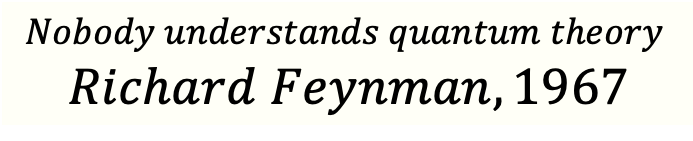 Nobody understands quantum theory
Richard Feynman, 1967